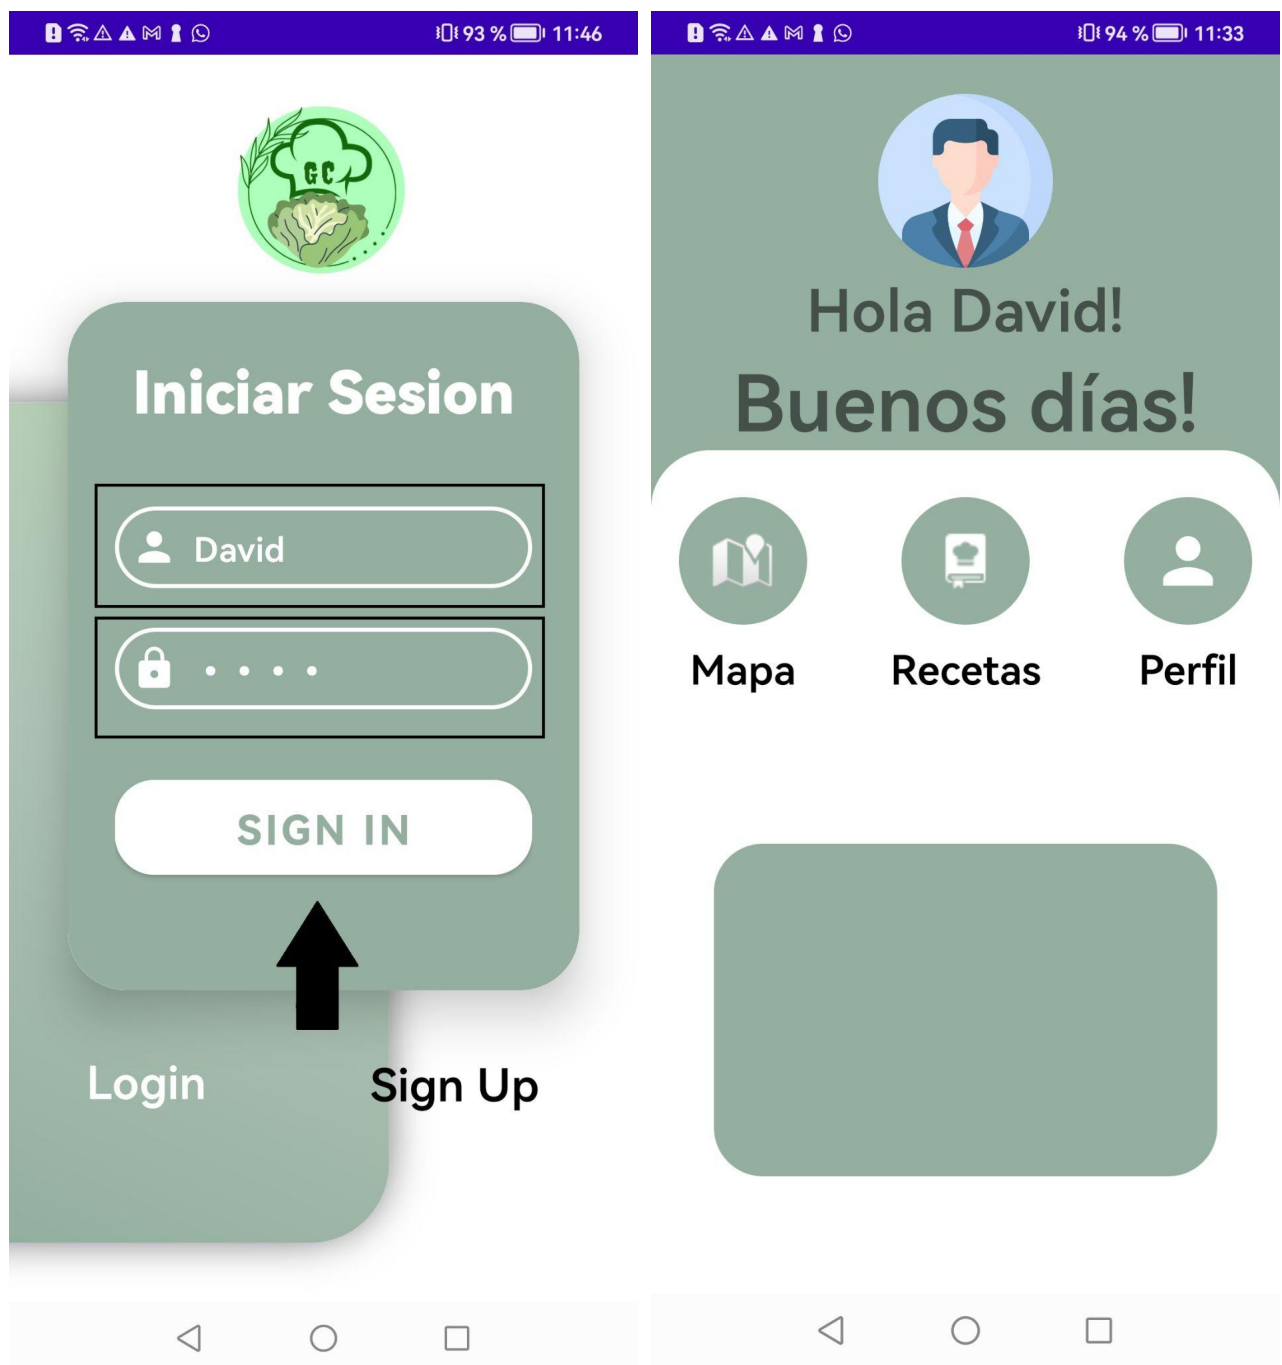 93 % 11:46
GC
Iniciar Sesion
David
SIGN IN
Login
Sign Up
94 % 11:33
Hola David!
Buenos días!
Mapa
Recetas
Perfil